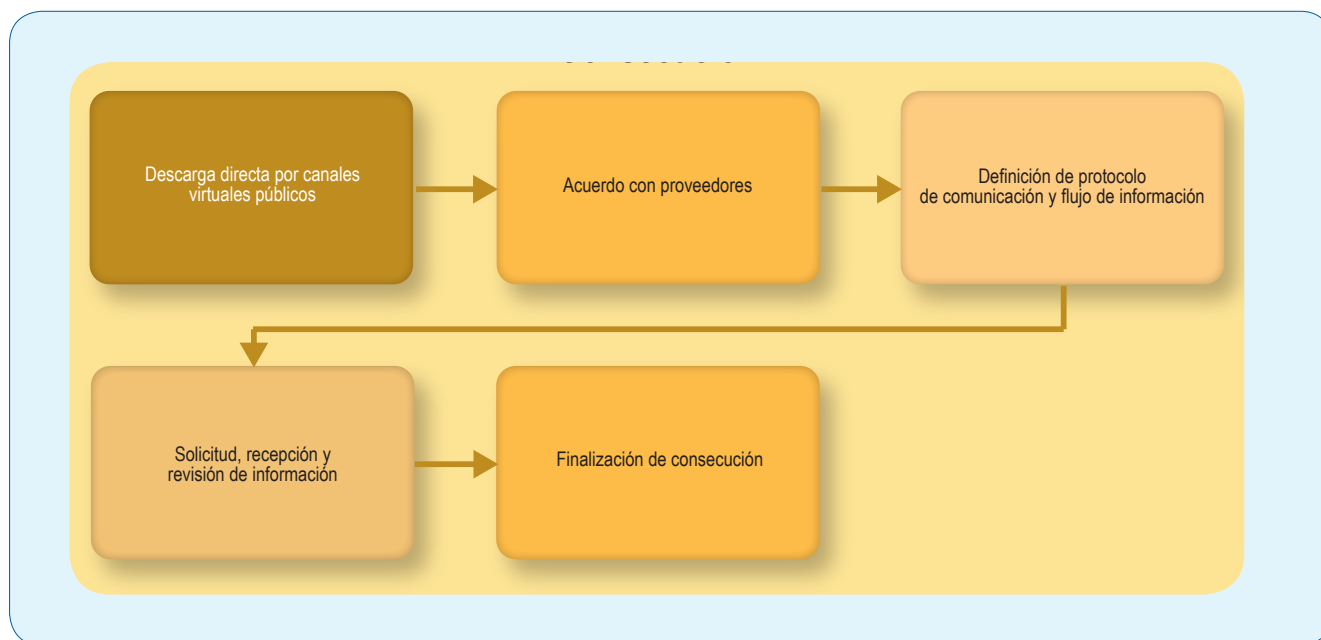 Descarga directa por canales
virtuales públicos
Acuerdo con proveedores
Definición de protocolo
de comunicación y flujo de información
Solicitud, recepción y
revisión de información
Finalización de consecución